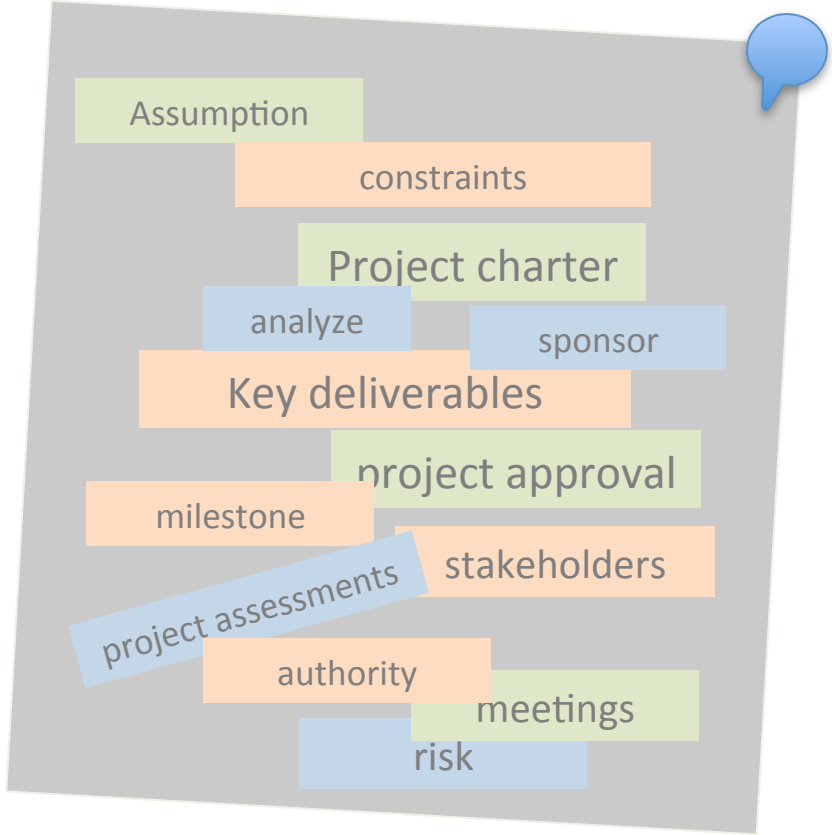 Assumption
constraints
Project charter
analyze
sponsor
Key deliverables
project approval
milestone
stakeholders
project assessments
authority
meetings
risk